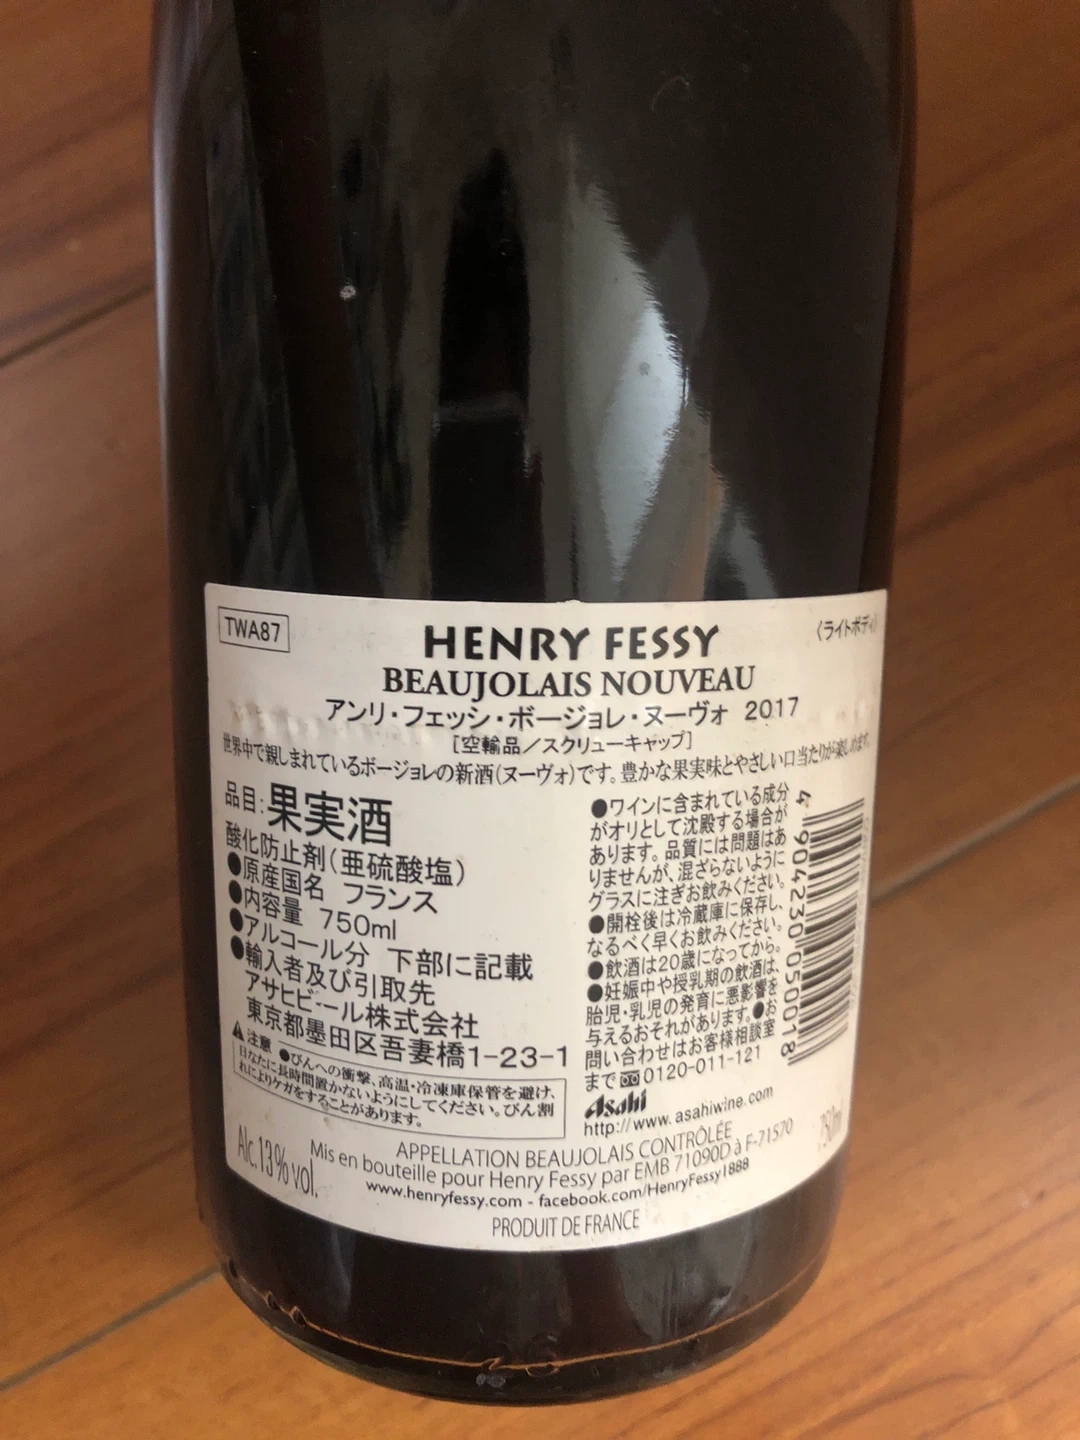 TWA87
〈ライトボディ〉
HENRY FESSY
BEAUJOLAIS NOUVEAU
アンリ・フェッシ・ボージョレ・ヌーヴォ 2017
[空輸品/スクリューキャップ]
世界中で親しまれているボージョレの新酒(ヌーヴォ)です。豊かな果実味とやさしい口当たりが楽しめます。
品目:果実酒
酸化防止剤(亜硫酸塩)
●原産国名 フランス
●内容量 750ml
●アルコール分 下部に記載
●輸入者及び引取先
アサヒビール株式会社
東京都墨田区吾妻橋1-23-1
注意 ●びんへの衝撃、高温・冷凍庫保管を避け、
日なたに長時間置かないようにしてください。びん割
れによりケガをすることがあります。
●ワインに含まれている成分
がオリとして沈殿する場合が
あります。品質には問題はあ
りませんが、混ざらないように
グラスに注ぎお飲みください。
●開栓後は冷蔵庫に保存し、
なるべく早くお飲みください。
●飲酒は20歳になってから。
●妊娠中や授乳期の飲酒は、
胎児・乳児の発育に悪影響を
与えるおそれがあります。●お
問い合わせはお客様相談室
まで 0120-011-121
Asahi
http://www.asahiwine.com
4 904230 050018
Alc.13% vol.
750ml
APPELLATION BEAUJOLAIS CONTRÔLÉE
Mis en bouteille pour Henry Fessy par EMB 71090D à F-71570
www.henryfessy.com - facebook.com/HenryFessy1888
PRODUIT DE FRANCE